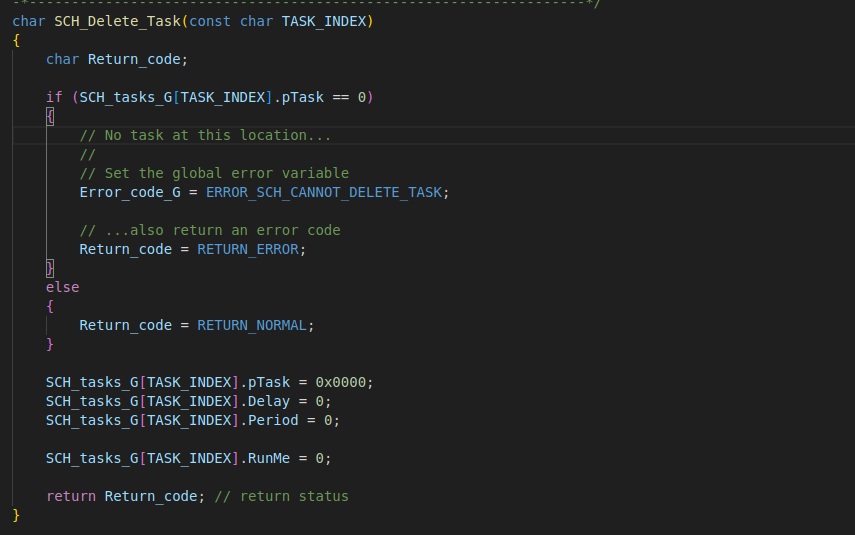 -*------------------------------------------------------------------*/
char SCH_Delete_Task(const char TASK_INDEX)
{
    char Return_code;

    if (SCH_tasks_G[TASK_INDEX].pTask == 0)
    {
        // No task at this location...
        //
        // Set the global error variable
        Error_code_G = ERROR_SCH_CANNOT_DELETE_TASK;

        // ...also return an error code
        Return_code = RETURN_ERROR;
    }
    else
    {
        Return_code = RETURN_NORMAL;
    }

    SCH_tasks_G[TASK_INDEX].pTask = 0x0000;
    SCH_tasks_G[TASK_INDEX].Delay = 0;
    SCH_tasks_G[TASK_INDEX].Period = 0;

    SCH_tasks_G[TASK_INDEX].RunMe = 0;

    return Return_code; // return status
}